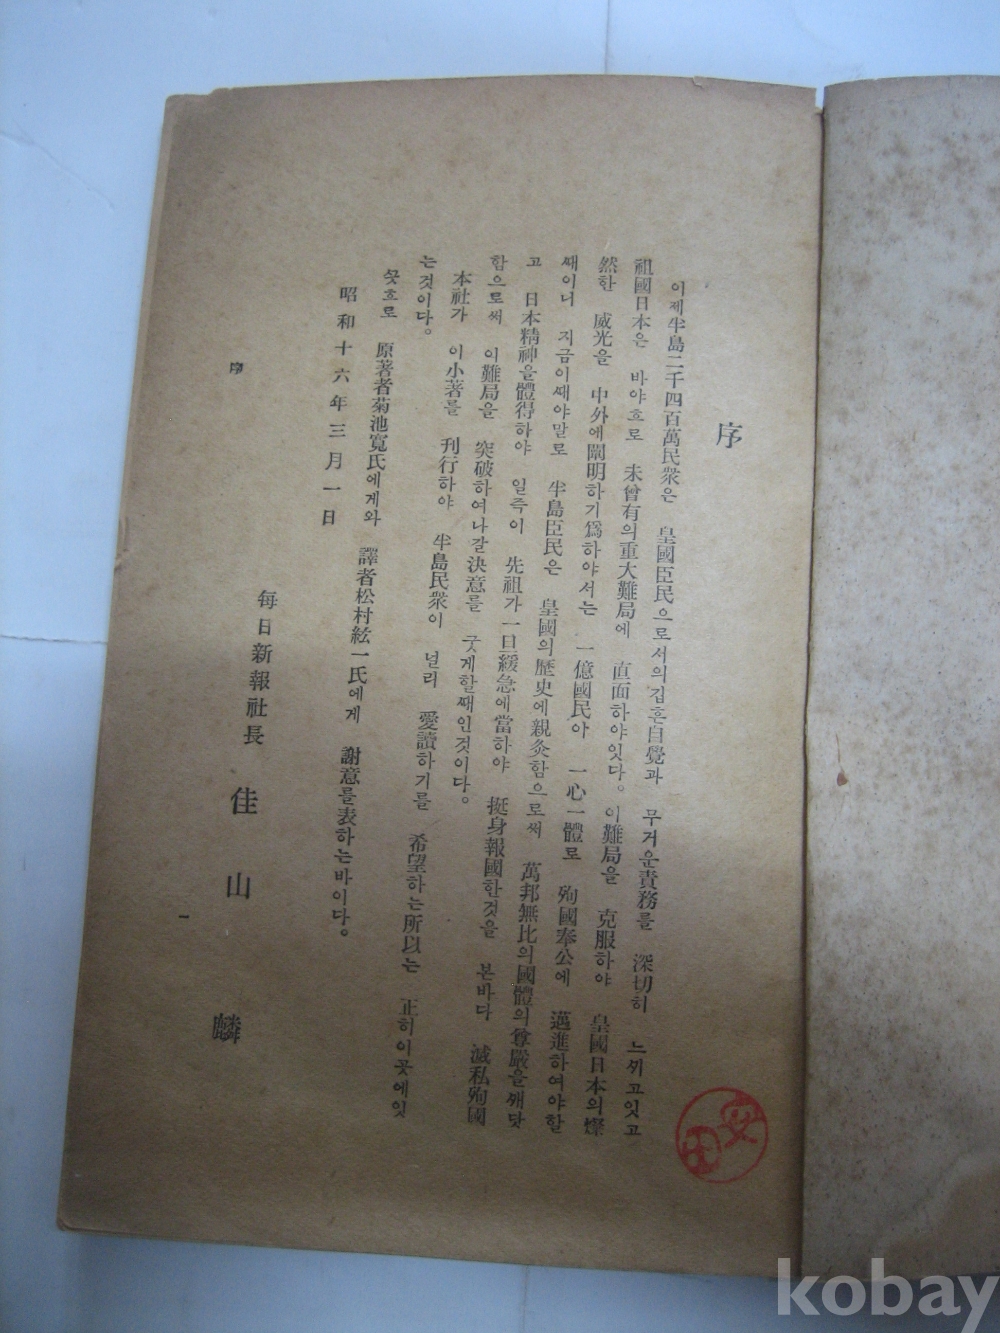 序
이제半島二千四百萬民衆은 皇國臣民으로서의깁흔自覺과 무거운責務를 深切히 느끼고잇고
祖國日本은 바야흐로 未曾有의重大難局에 直面하야잇다。이難局을 克服하야 皇國日本의燦
然한 威光을 中外에闡明하기爲하야서는 一億國民아 一心一體로 殉國奉公에 邁進하여야할
때이니 지금이때야말로 半島臣民은 皇國의歷史에親灸함으로써 萬邦無比의國體의尊嚴을깨닷
고 日本精神을體得하야 일즉이 先祖가一旦緩急에當하야 挺身報國한것을 본바다 滅私殉國
함으로써 이難局을 突破하여나갈決意를 굿게할때인것이다。
本社가 이小著를 刊行하야 半島民衆이 널리 愛讀하기를 希望하는所以는 正히이곳에잇
는것이다。
끗흐로 原著者菊池寬氏에게와 譯者松村紘一氏에게 謝意를表하는바이다。
昭和十六年三月一日
每日新報社長 佳山 麟
序
一
安
kobay